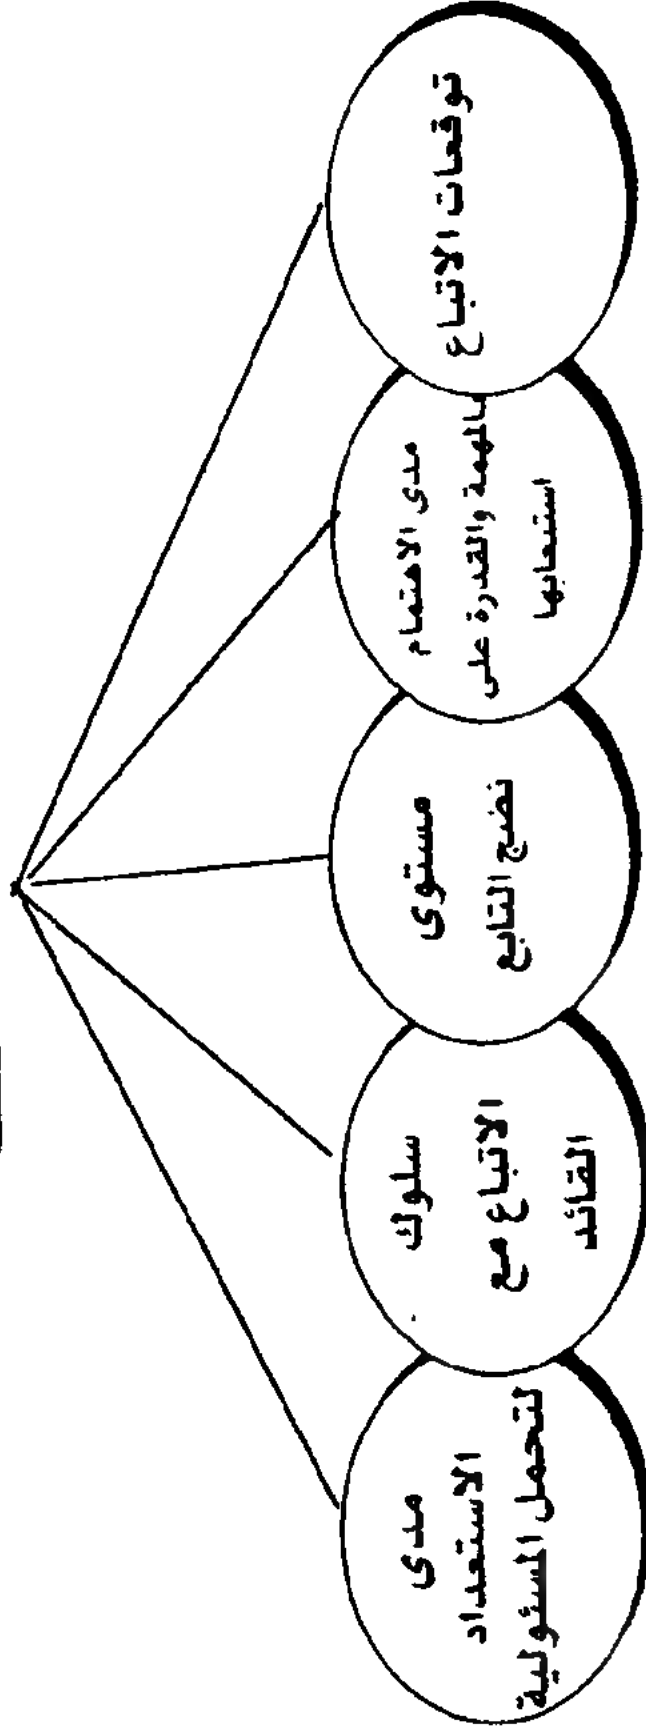 توقعات الاتباع
مدى الاهتمام
بالمهمة والقدرة على
استيعابها
مستوى
نضج التابع
سلوك
الاتباع مع
القائد
مدى
الاستعداد
لتحمل المسئولية